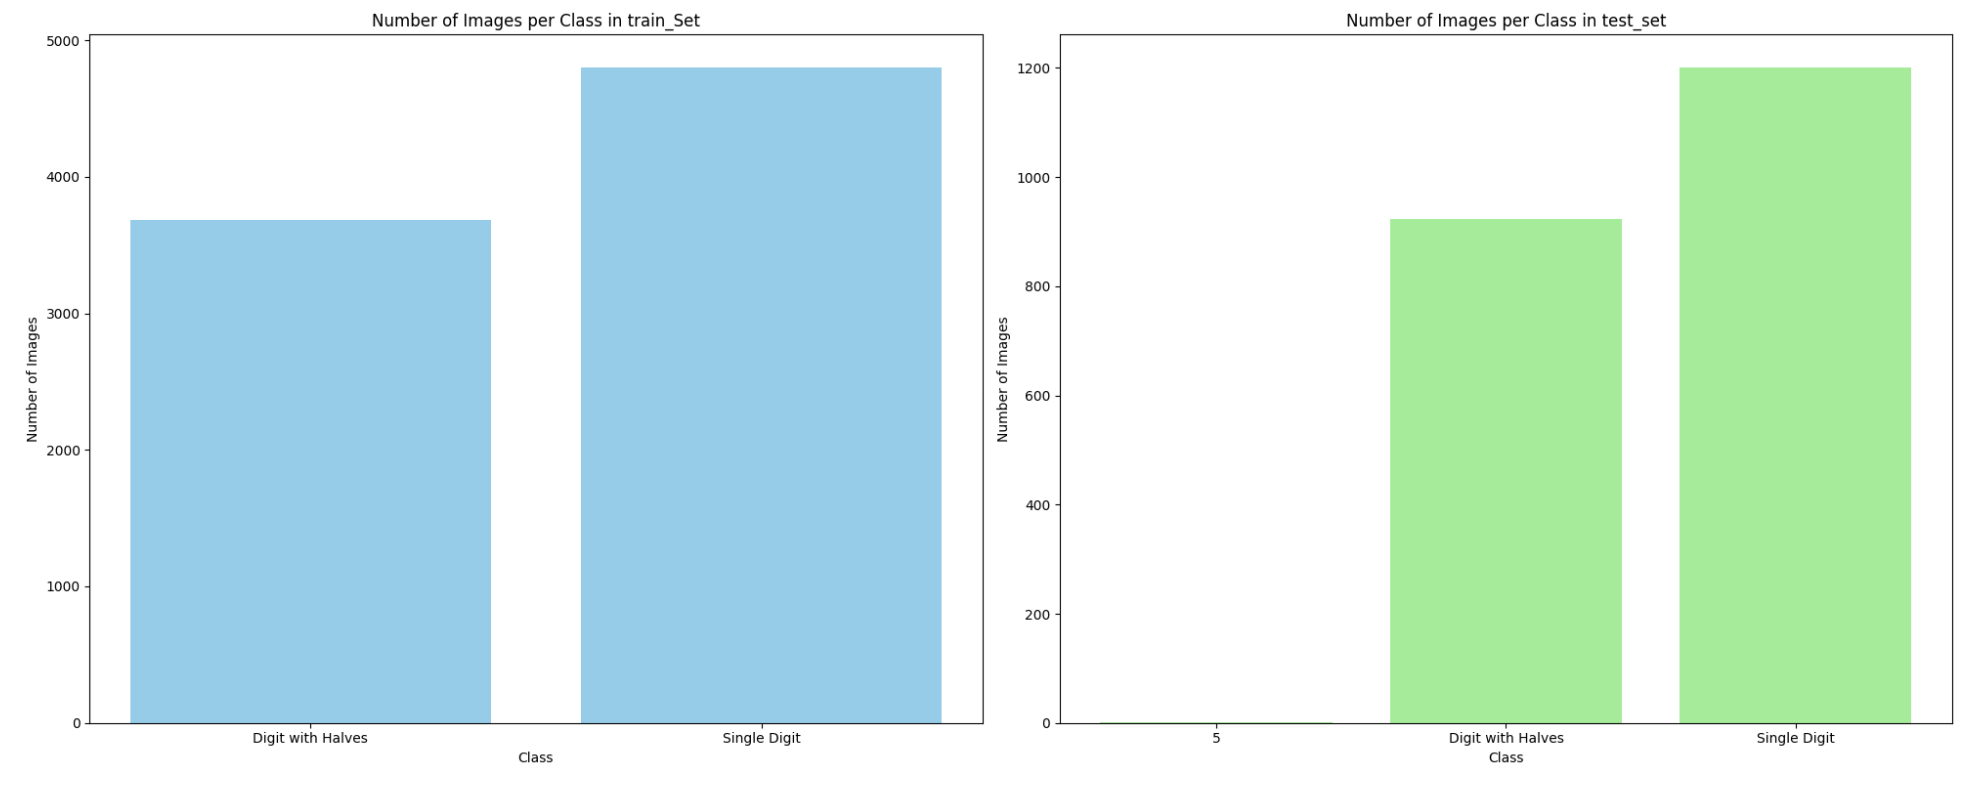 Number of Images per Class in train_Set
Number of Images
5000
4000
3000
2000
1000
0
Digit with Halves
Single Digit
Class
Number of Images per Class in test_set
Number of Images
1200
1000
800
600
400
200
0
5
Digit with Halves
Single Digit
Class